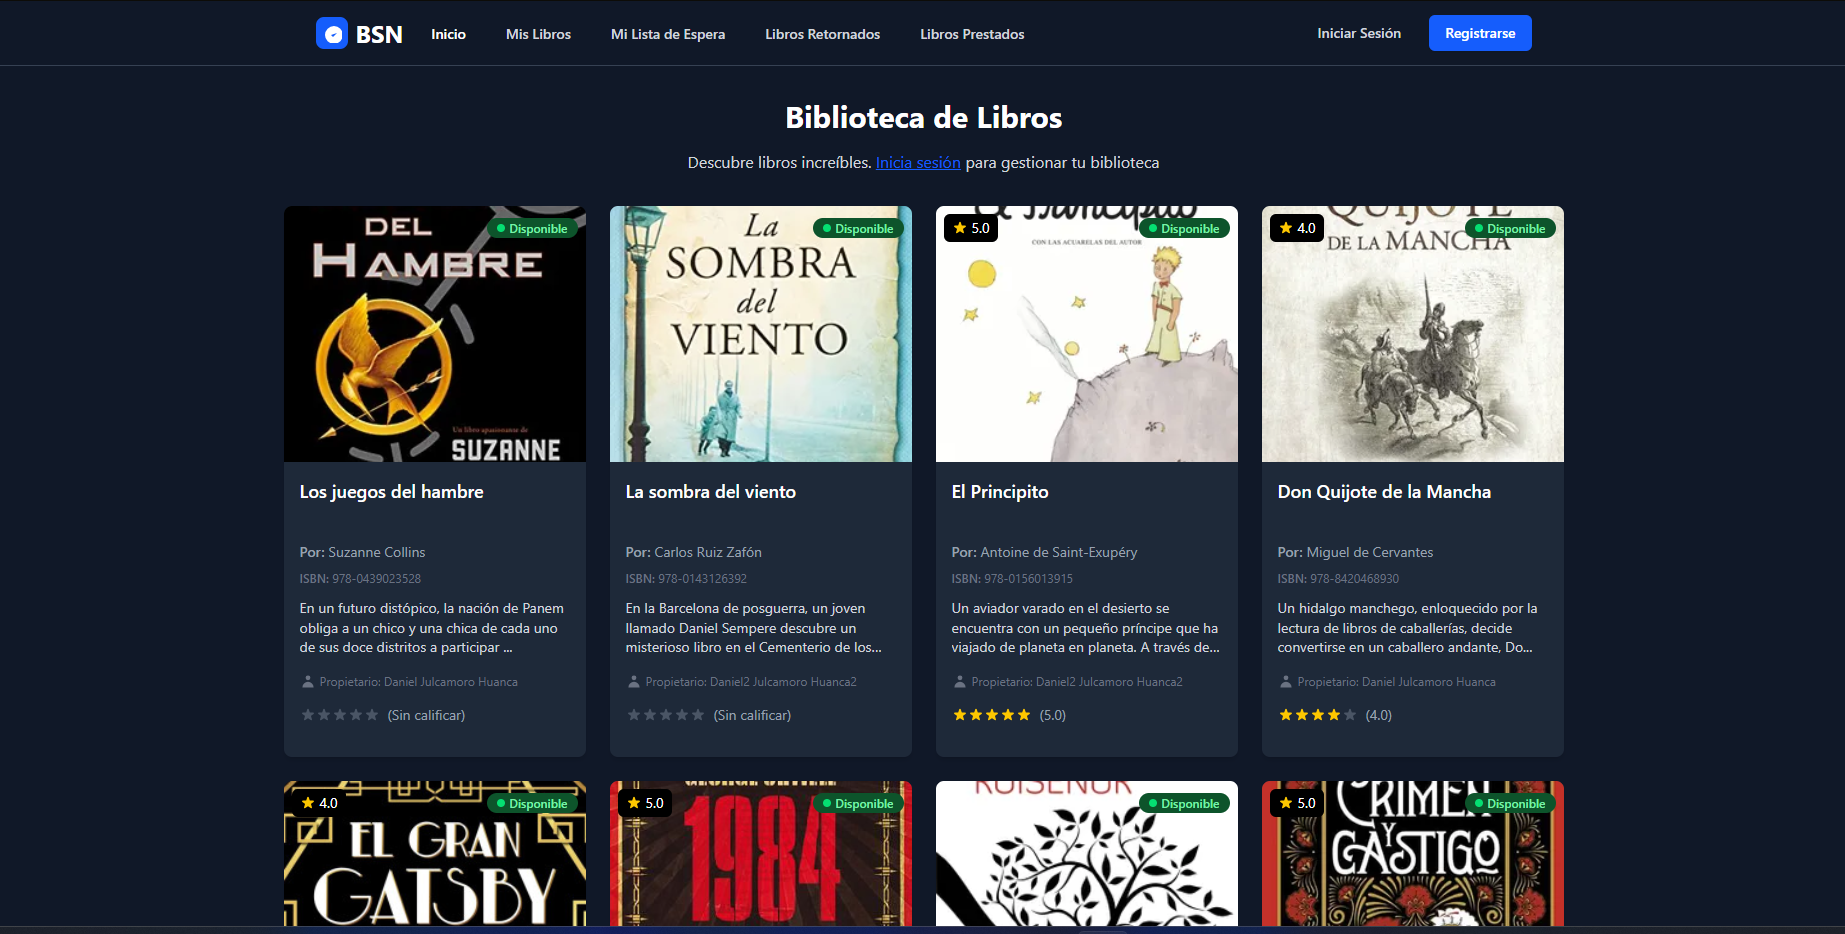 BSN
Inicio
Mis Libros
Mi Lista de Espera
Libros Retornados
Libros Prestados
Iniciar Sesión
Registrarse
Biblioteca de Libros
Descubre libros increíbles. Inicia sesión para gestionar tu biblioteca
Disponible
DEL
HAMBRE
Un libro apasionante de
SUZANNE
Los juegos del hambre
Por: Suzanne Collins
ISBN: 978-0439023528
En un futuro distópico, la nación de Panem
obliga a un chico y una chica de cada uno
de sus doce distritos a participar ...
Propietario: Daniel Julcamoro Huanca
(Sin calificar)
Disponible
La
SOMBRA
del
VIENTO
La sombra del viento
Por: Carlos Ruiz Zafón
ISBN: 978-0143126392
En la Barcelona de posguerra, un joven
llamado Daniel Sempere descubre un
misterioso libro en el Cementerio de los...
Propietario: Daniel2 Julcamoro Huanca2
(Sin calificar)
5.0
Disponible
El Principito
CON LAS ACUARELAS DEL AUTOR
El Principito
Por: Antoine de Saint-Exupéry
ISBN: 978-0156013915
Un aviador varado en el desierto se
encuentra con un pequeño príncipe que ha
viajado de planeta en planeta. A través de...
Propietario: Daniel2 Julcamoro Huanca2
(5.0)
4.0
Disponible
QUIJOTE
DE LA MANCHA
Don Quijote de la Mancha
Por: Miguel de Cervantes
ISBN: 978-8420468930
Un hidalgo manchego, enloquecido por la
lectura de libros de caballerías, decide
convertirse en un caballero andante, Do...
Propietario: Daniel Julcamoro Huanca
(4.0)
4.0
Disponible
EL GRAN
GATSBY
5.0
Disponible
GEORGE ORWELL
1984
Disponible
RUISEÑOR
5.0
Disponible
CRIMEN
Y
CASTIGO